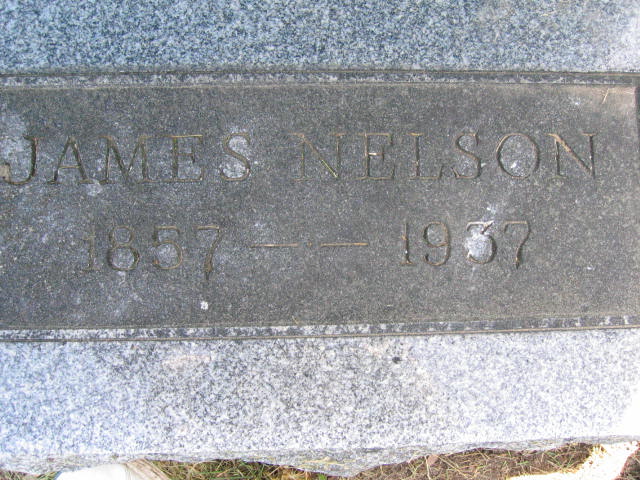 JAMES NELSON
1857 — — 1937